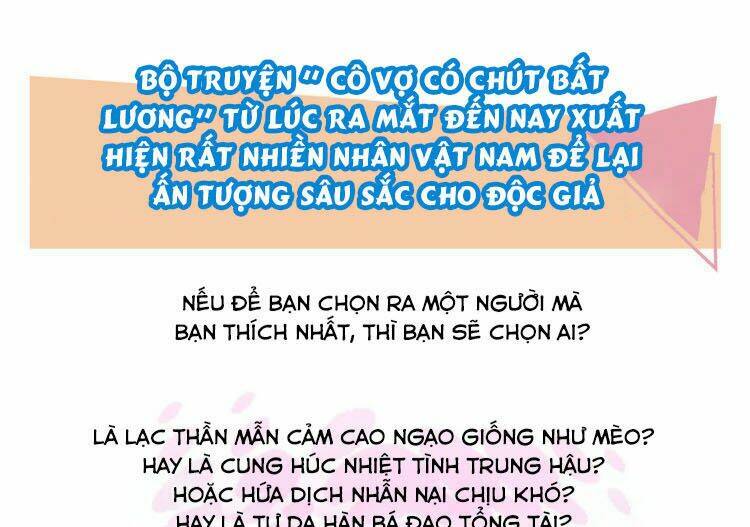 BỘ TRUYỆN " CÔ VỢ CÓ CHÚT BẤT
LƯƠNG" TỪ LÚC RA MẮT ĐẾN NAY XUẤT
HIỆN RẤT NHIỀN NHÂN VẬT NAM ĐỂ LẠI
ẤN TƯỢNG SÂU SẮC CHO ĐỘC GIẢ
NẾU ĐỂ BẠN CHỌN RA MỘT NGƯỜI MÀ
BẠN THÍCH NHẤT, THÌ BẠN SẼ CHỌN AI?
LÀ LẠC THẦN MẪN CẢM CAO NGẠO GIỐNG NHƯ MÈO?
HAY LÀ CUNG HÚC NHIỆT TÌNH TRUNG HẬU?
HOẶC HỨA DỊCH NHẪN NẠI CHỊU KHÓ?
HAY LÀ TƯ DẠ HÀN BÁ ĐẠO TỔNG TÀI?